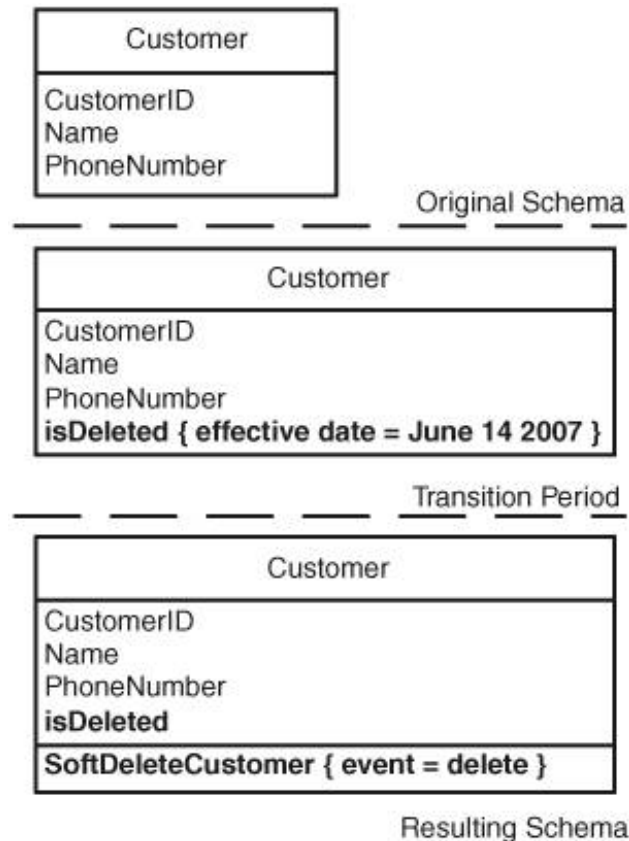 Customer
CustomerID
Name
PhoneNumber
Original Schema
Customer
CustomerID
Name
PhoneNumber
isDeleted { effective date = June 14 2007 }
Transition Period
Customer
CustomerID
Name
PhoneNumber
isDeleted
SoftDeleteCustomer { event = delete }
Resulting Schema